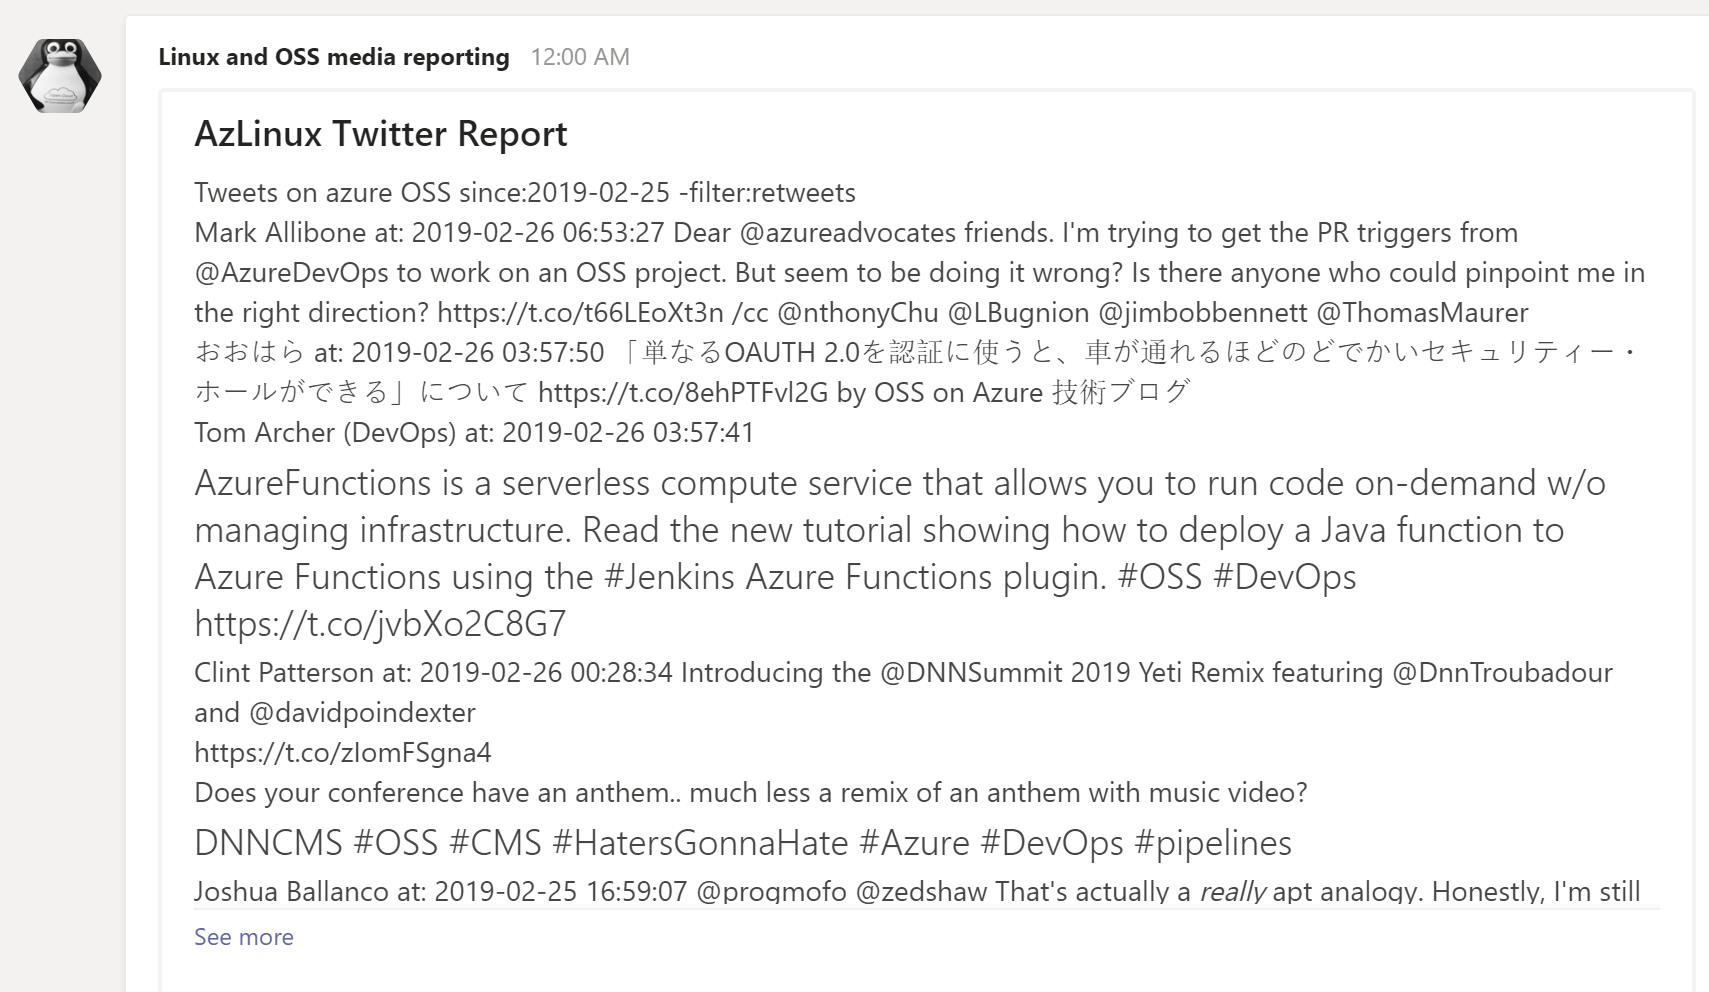 Linux and OSS media reporting 12:00 AM
AzLinux Twitter Report
Tweets on azure OSS since:2019-02-25 -filter:retweets
Mark Allibone at: 2019-02-26 06:53:27 Dear @azureadvocates friends. I'm trying to get the PR triggers from
@AzureDevOps to work on an OSS project. But seem to be doing it wrong? Is there anyone who could pinpoint me in
the right direction? https://t.co/t66LEoXt3n /cc @nthonyChu @LBugnion @jimbobbennett @ThomasMaurer
おおはら at: 2019-02-26 03:57:50 「単なるOAUTH 2.0を認証に使うと、車が通れるほどのどでかいセキュリティー・
ホールができる」について https://t.co/8ehPTFvl2G by OSS on Azure 技術ブログ
Tom Archer (DevOps) at: 2019-02-26 03:57:41
AzureFunctions is a serverless compute service that allows you to run code on-demand w/o
managing infrastructure. Read the new tutorial showing how to deploy a Java function to
Azure Functions using the #Jenkins Azure Functions plugin. #OSS #DevOps
https://t.co/jvbXo2C8G7
Clint Patterson at: 2019-02-26 00:28:34 Introducing the @DNNSummit 2019 Yeti Remix featuring @DnnTroubadour
and @davidpoindexter
https://t.co/zIomFSgna4
Does your conference have an anthem.. much less a remix of an anthem with music video?
DNNCMS #OSS #CMS #HatersGonnaHate #Azure #DevOps #pipelines
Joshua Ballanco at: 2019-02-25 16:59:07 @progmofo @zedshaw That's actually a really apt analogy. Honestly, I'm still
See more